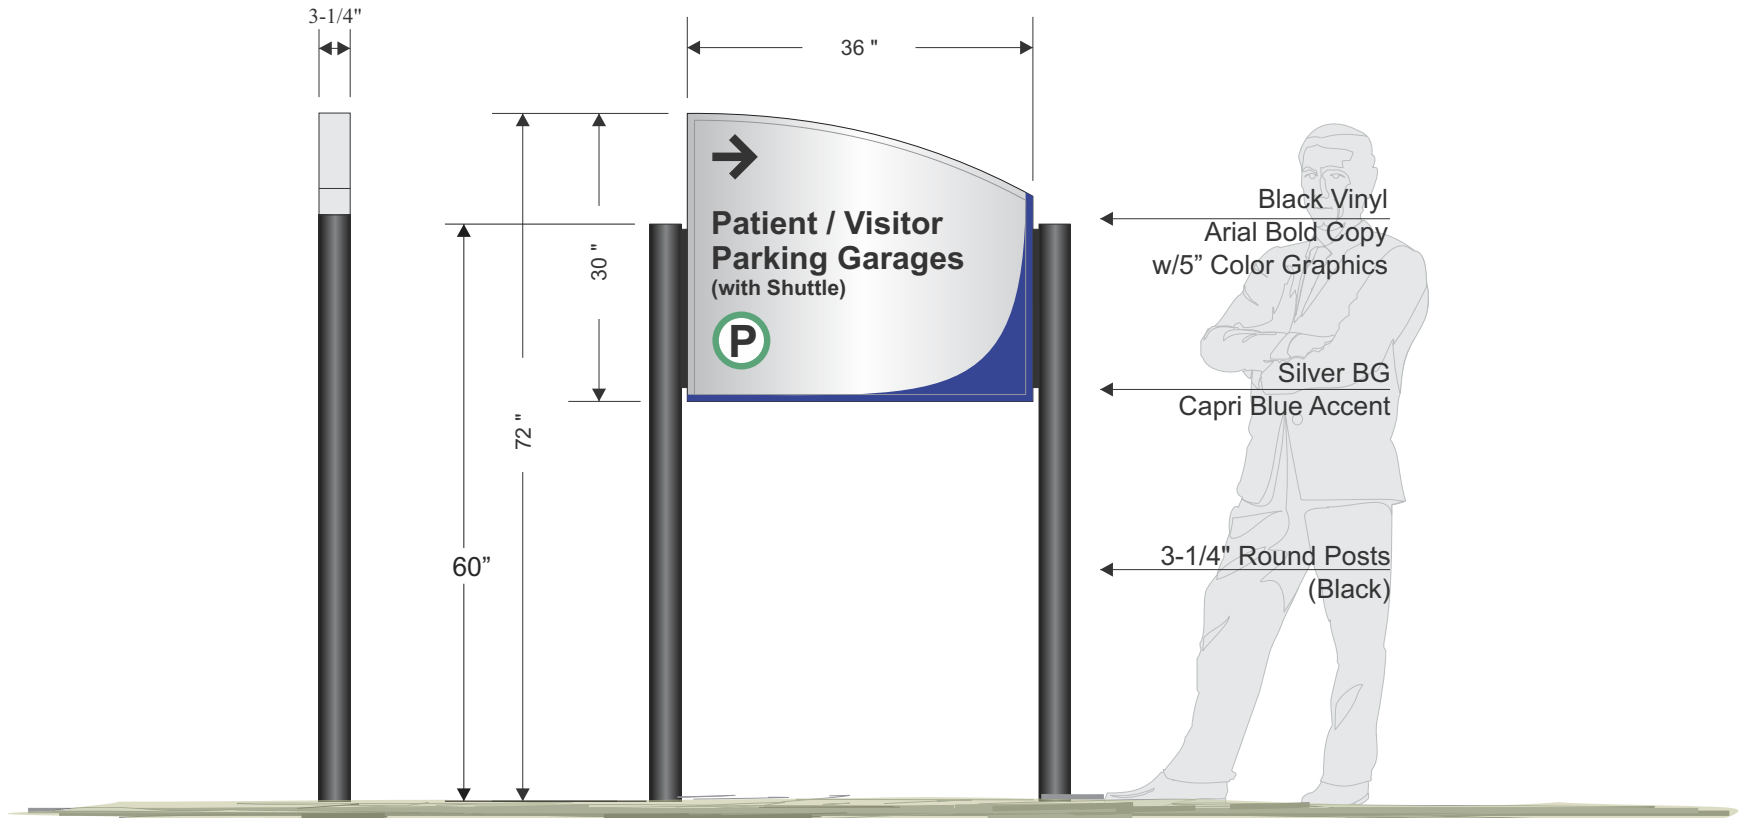 3-1/4"
36 "
Patient / Visitor
Parking Garages
(with Shuttle)
P
30 "
72 "
60”
Black Vinyl
Arial Bold Copy
w/5” Color Graphics
Silver BG
Capri Blue Accent
3-1/4" Round Posts
(Black)